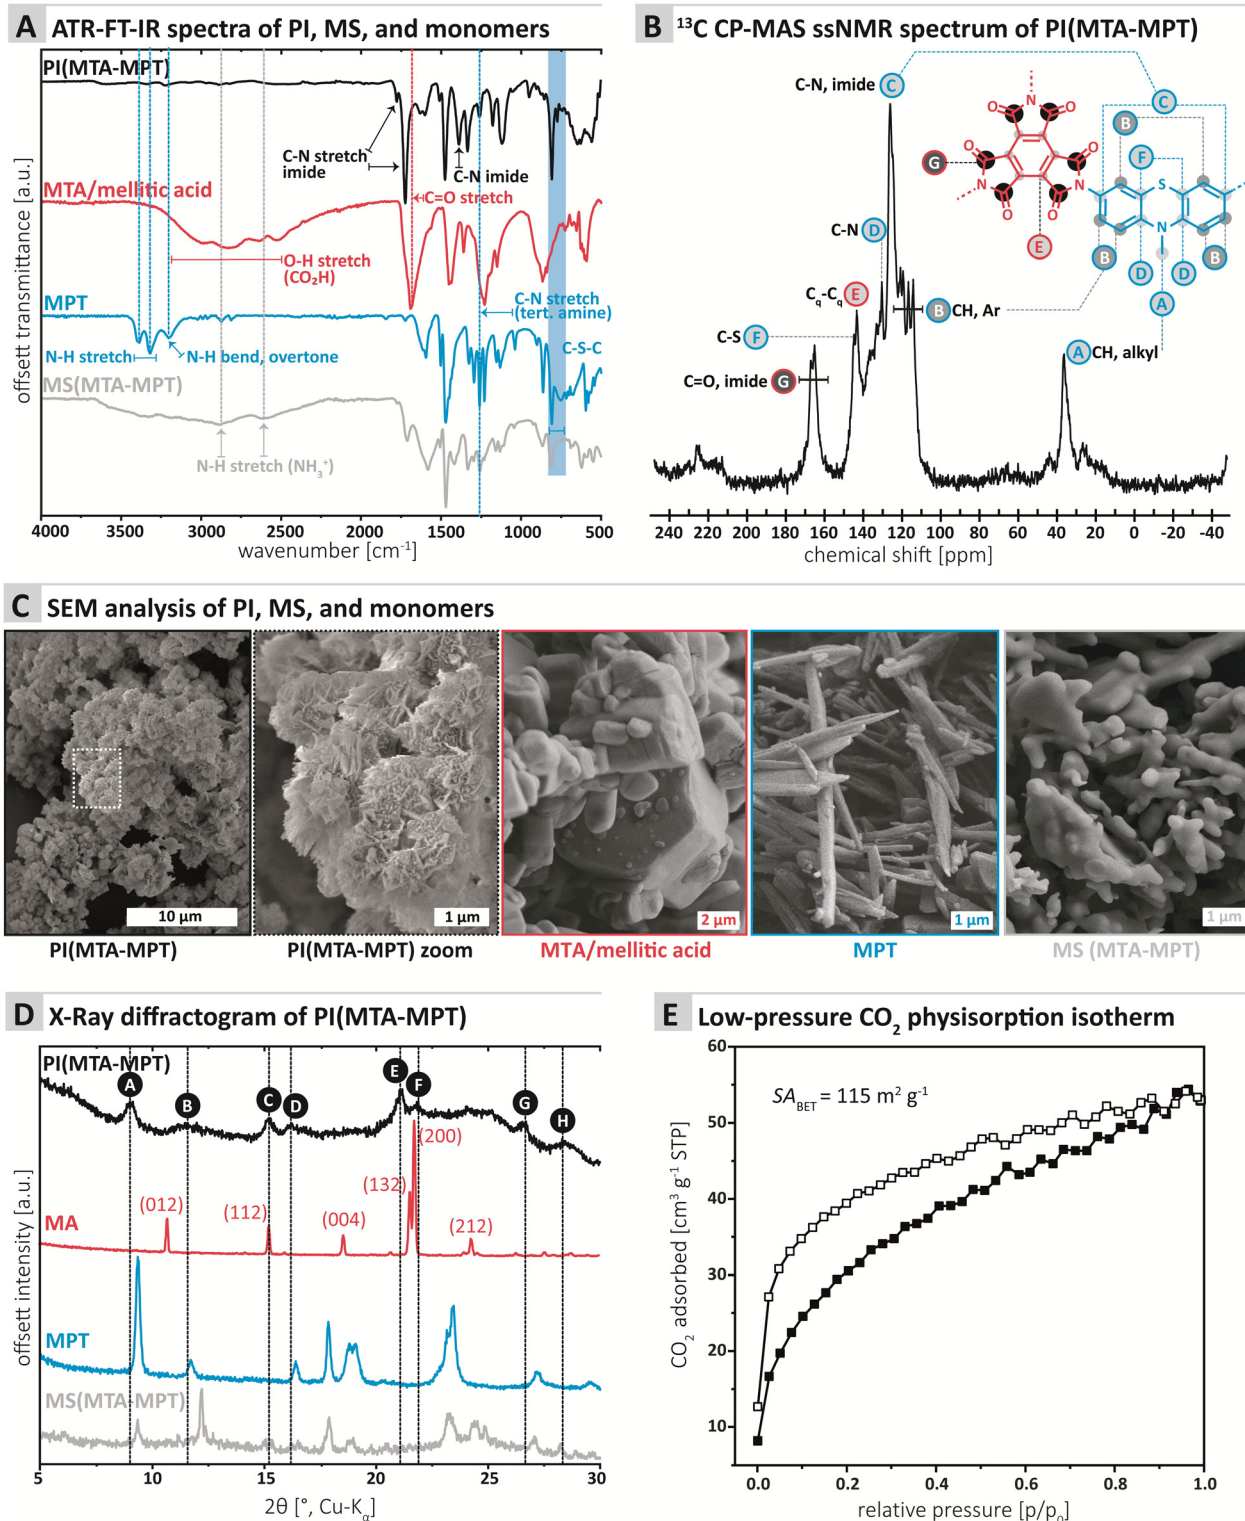 A ATR-FT-IR spectra of PI, MS, and monomers
PI(MTA-MPT)
C-N stretch
imide
C-N imide
MTA/mellitic acid
C=O stretch
O-H stretch
(CO₂H)
MPT
C-N stretch
(tert. amine)
N-H stretch
N-H bend, overtone
C-S-C
MS(MTA-MPT)
N-H stretch (NH₃⁺)
offsett transmittance [a.u.]
4000 3500 3000 2500 2000 1500 1000 500
wavenumber [cm⁻¹]
B ¹³C CP-MAS ssNMR spectrum of PI(MTA-MPT)
C-N, imide C
C
B
F
G
C-N D
E
B
B
D
D
A
C_q-C_q E
B CH, Ar
C-S F
A CH, alkyl
C=O, imide G
O N O
O O
N N
O O
S
N
240 220 200 180 160 140 120 100 80 60 40 20 0 -20 -40
chemical shift [ppm]
C SEM analysis of PI, MS, and monomers
10 µm
1 µm
2 µm
1 µm
1 µm
PI(MTA-MPT)
PI(MTA-MPT) zoom
MTA/mellitic acid
MPT
MS (MTA-MPT)
D X-Ray diffractogram of PI(MTA-MPT)
PI(MTA-MPT)
A
B
C
D
E
F
G
H
(200)
(132)
(012)
(112)
(004)
(212)
MA
MPT
MS(MTA-MPT)
offsett intensity [a.u.]
5 10 15 20 25 30
2θ [°, Cu-Kα]
E Low-pressure CO₂ physisorption isotherm
SA_BET = 115 m² g⁻¹
60
50
40
30
20
10
CO₂ adsorbed [cm³ g⁻¹ STP]
0.0 0.2 0.4 0.6 0.8 1.0
relative pressure [p/p₀]